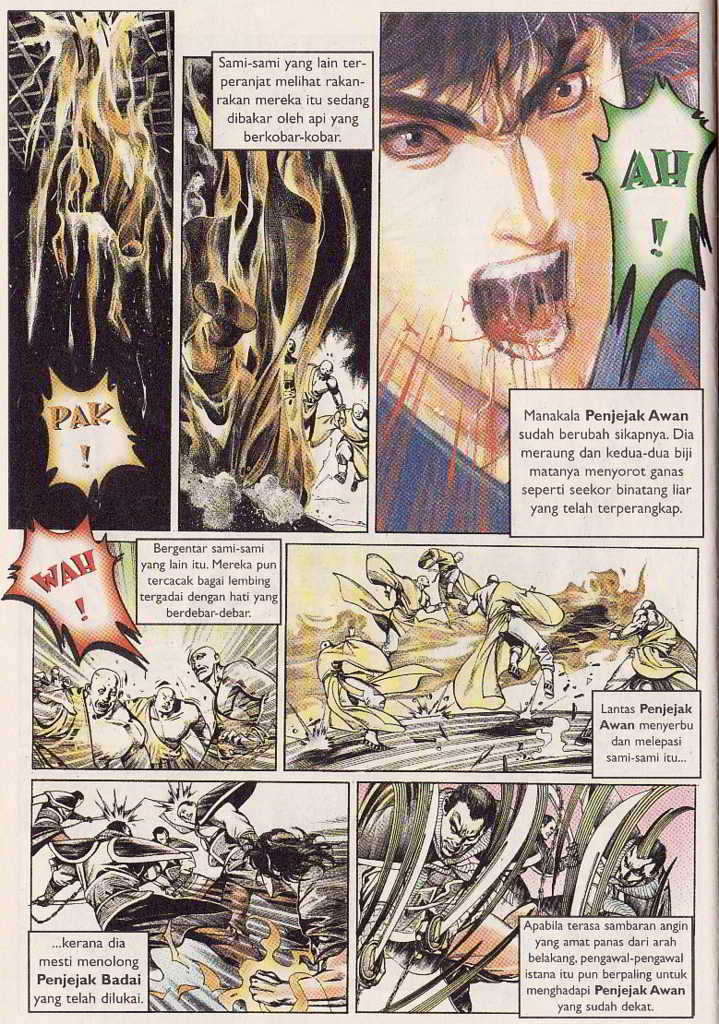 Sami-sami yang lain ter-
peranjat melihat rakan-
rakan mereka itu sedang
dibakar oleh api yang
berkobar-kobar.
PAK
!
AH
!
Manakala Penjejak Awan
sudah berubah sikapnya. Dia
meraung dan kedua-dua biji
matanya menyorot ganas
seperti seekor binatang liar
yang telah terperangkap.
WAH
!
Bergentar sami-sami
yang lain itu. Mereka pun
tercacak bagai lembing
tergadai dengan hati yang
berdebar-debar.
Lantas Penjejak
Awan menyerbu
dan melepasi
sami-sami itu...
...kerana dia
mesti menolong
Penjejak Badai
yang telah dilukai.
Apabila terasa sambaran angin
yang amat panas dari arah
belakang, pengawal-pengawal
istana itu pun berpaling untuk
menghadapi Penjejak Awan
yang sudah dekat.